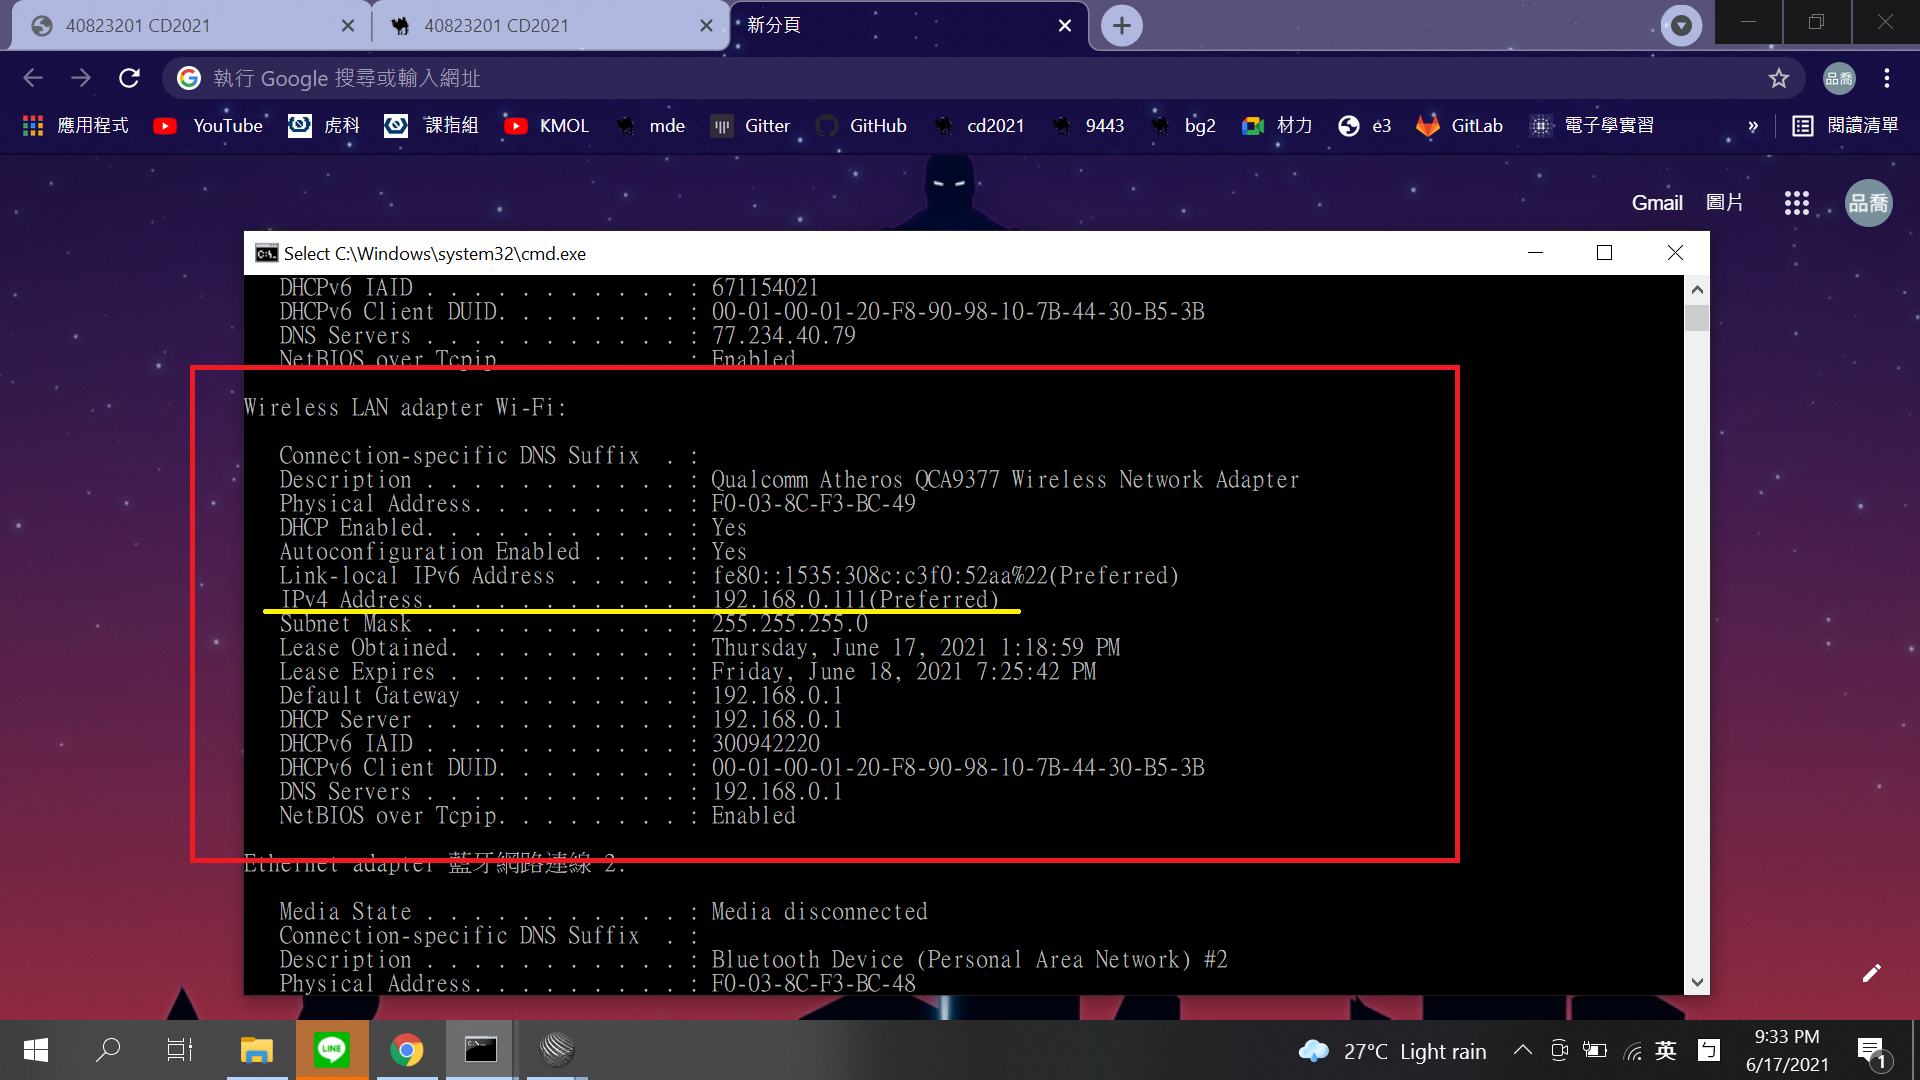 40823201 CD2021
40823201 CD2021
新分頁
執行 Google 搜尋或輸入網址
品喬
應用程式
YouTube
虎科
課指組
KMOL
mde
Gitter
GitHub
cd2021
9443
bg2
材力
e3
GitLab
電子學實習
»
閱讀清單
Gmail
圖片
品喬
Select C:\Windows\system32\cmd.exe
DHCPv6 IAID . . . . . . . . . . . : 671154021
DHCPv6 Client DUID. . . . . . . . : 00-01-00-01-20-F8-90-98-10-7B-44-30-B5-3B
DNS Servers . . . . . . . . . . . : 77.234.40.79
NetBIOS over Tcpip : Enabled
Wireless LAN adapter Wi-Fi:
Connection-specific DNS Suffix . :
Description . . . . . . . . . . . : Qualcomm Atheros QCA9377 Wireless Network Adapter
Physical Address. . . . . . . . . : F0-03-8C-F3-BC-49
DHCP Enabled. . . . . . . . . . . : Yes
Autoconfiguration Enabled . . . . : Yes
Link-local IPv6 Address . . . . . : fe80::1535:308c:c3f0:52aa%22(Preferred)
IPv4 Address. . . . . . . . . . . : 192.168.0.111(Preferred)
Subnet Mask . . . . . . . . . . . : 255.255.255.0
Lease Obtained. . . . . . . . . . : Thursday, June 17, 2021 1:18:59 PM
Lease Expires . . . . . . . . . . : Friday, June 18, 2021 7:25:42 PM
Default Gateway . . . . . . . . . : 192.168.0.1
DHCP Server . . . . . . . . . . . : 192.168.0.1
DHCPv6 IAID . . . . . . . . . . . : 300942220
DHCPv6 Client DUID. . . . . . . . : 00-01-00-01-20-F8-90-98-10-7B-44-30-B5-3B
DNS Servers . . . . . . . . . . . : 192.168.0.1
NetBIOS over Tcpip. . . . . . . . : Enabled
Ethernet adapter 藍牙網路連線 2:
Media State . . . . . . . . . . . : Media disconnected
Connection-specific DNS Suffix . :
Description . . . . . . . . . . . : Bluetooth Device (Personal Area Network) #2
Physical Address. . . . . . . . . : F0-03-8C-F3-BC-48
LINE
27°C Light rain
英
ㄅ
9:33 PM
6/17/2021
1